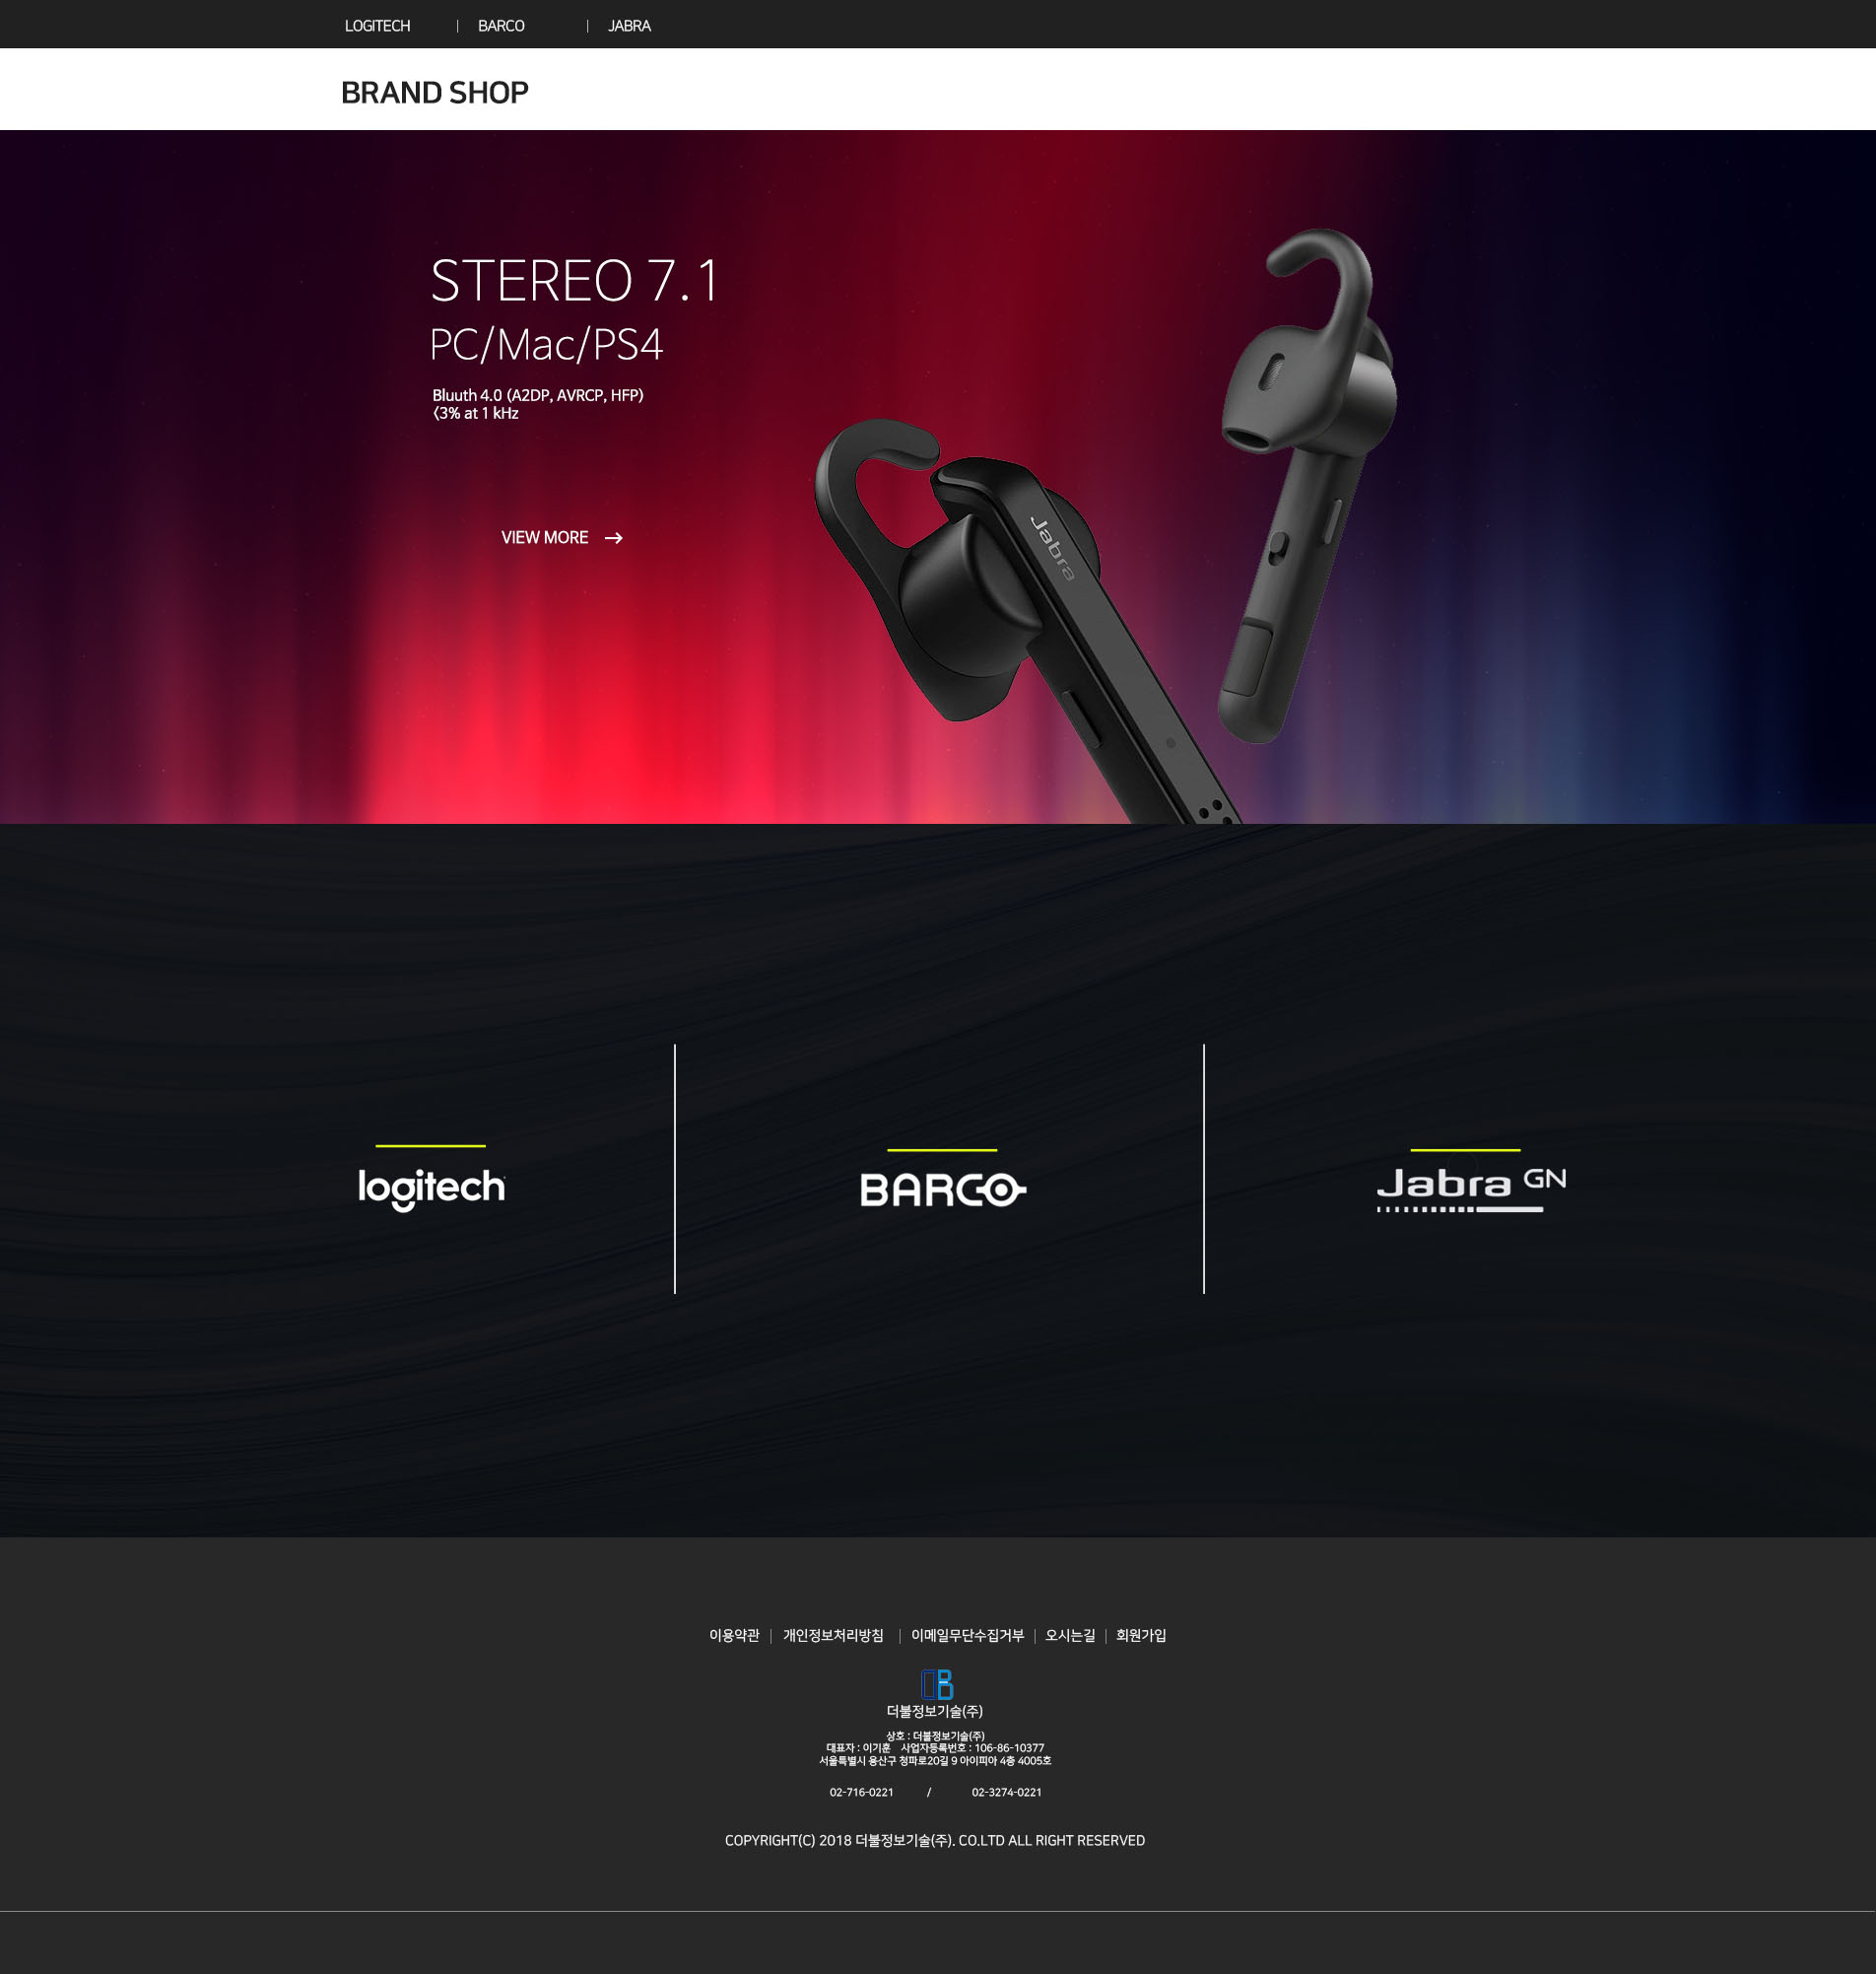 LOGITECH | BARCO | JABRA
BRAND SHOP
STEREO 7.1
PC/Mac/PS4
Bluuth 4.0 (A2DP, AVRCP, HFP)
<3% at 1 kHz
VIEW MORE →
Jabra
logitech
BARCO
Jabra GN
이용약관 | 개인정보처리방침 | 이메일무단수집거부 | 오시는길 | 회원가입
더불정보기술(주)
상호 : 더불정보기술(주)
대표자 : 이기훈 사업자등록번호 : 106-86-10377
서울특별시 용산구 청파로20길 9 아이피아 4층 4005호
02-716-0221 / 02-3274-0221
COPYRIGHT(C) 2018 더불정보기술(주). CO.LTD ALL RIGHT RESERVED